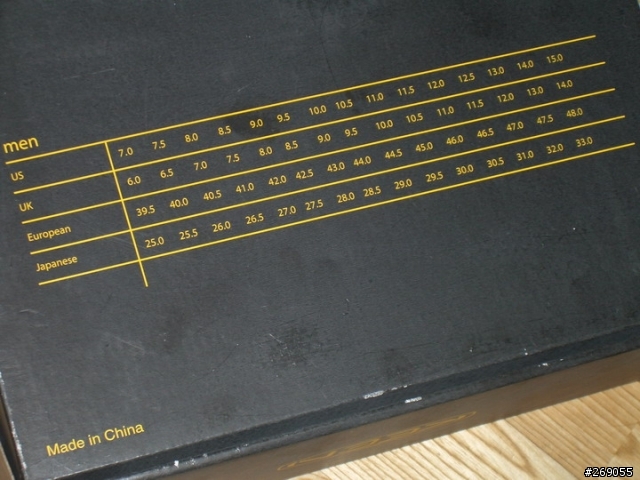 men
US 7.0 7.5 8.0 8.5 9.0 9.5 10.0 10.5 11.0 11.5 12.0 12.5 13.0 14.0 15.0
UK 6.0 6.5 7.0 7.5 8.0 8.5 9.0 9.5 10.0 10.5 11.0 11.5 12.0 13.0 14.0
European 39.5 40.0 40.5 41.0 42.0 42.5 43.0 44.0 44.5 45.0 46.0 46.5 47.0 47.5 48.0
Japanese 25.0 25.5 26.0 26.5 27.0 27.5 28.0 28.5 29.0 29.5 30.0 30.5 31.0 32.0 33.0
Made in China
#269055